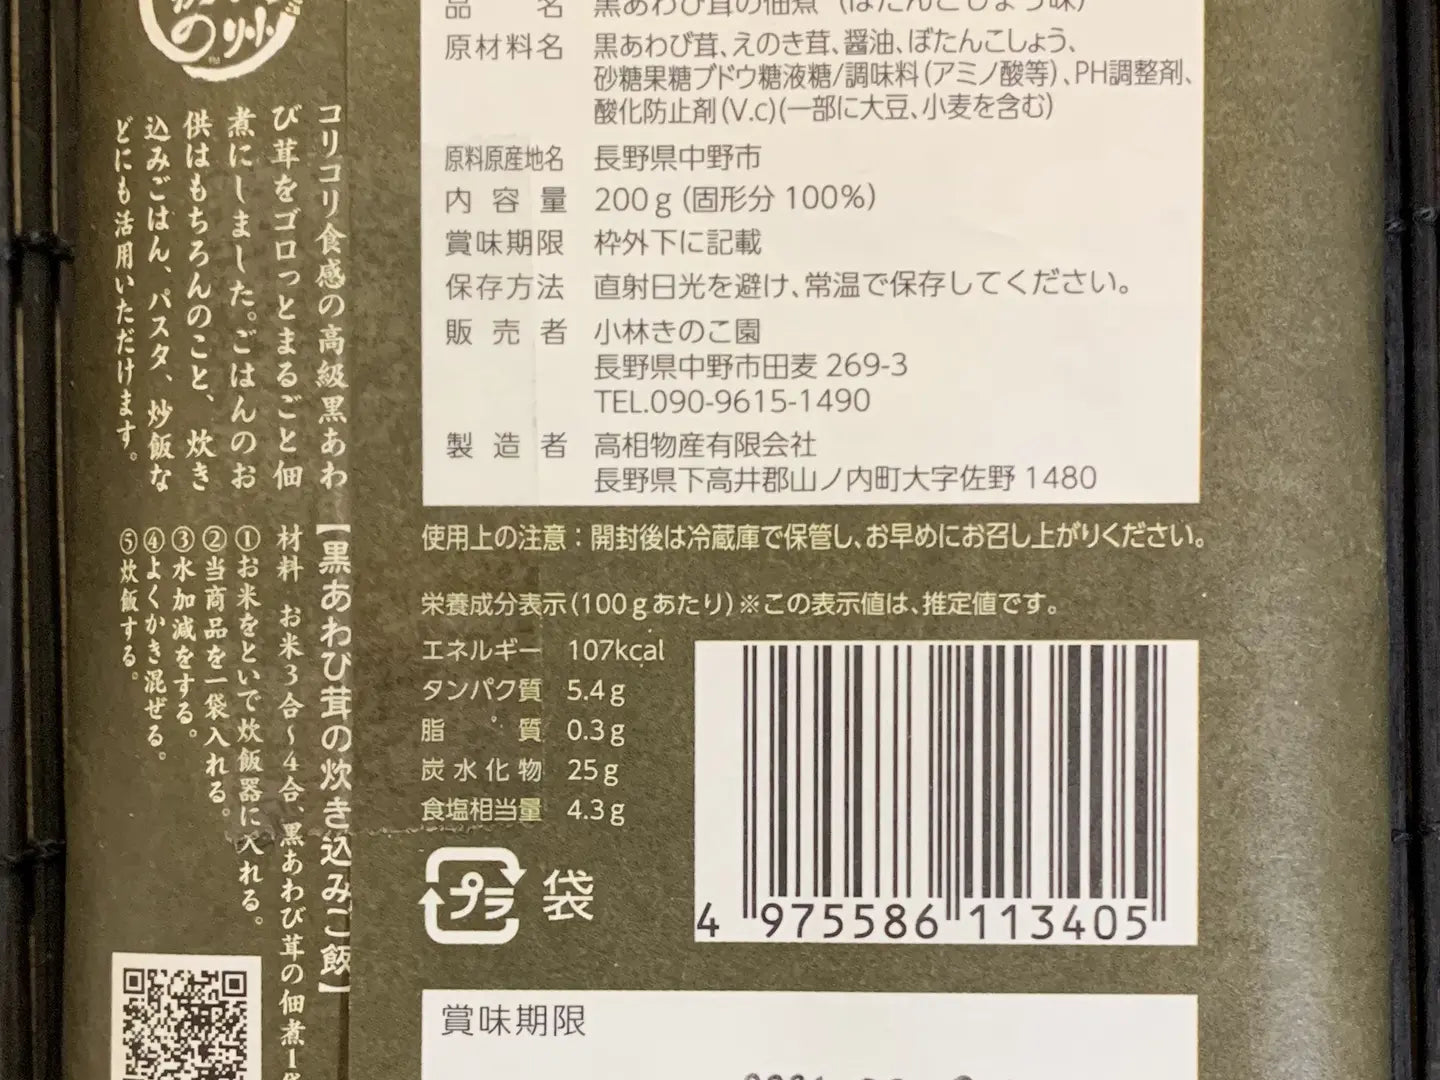 州
の
品名 黒あわび茸の佃煮(ぼたんこしょう味)
原材料名 黒あわび茸、えのき茸、醤油、ぼたんこしょう、
砂糖果糖ブドウ糖液糖/調味料(アミノ酸等)、PH調整剤、
酸化防止剤(V.c)(一部に大豆、小麦を含む)
原料原産地名 長野県中野市
内容量 200g(固形分100%)
賞味期限 枠外下に記載
保存方法 直射日光を避け、常温で保存してください。
販売者 小林きのこ園
長野県中野市田麦 269-3
TEL.090-9615-1490
製造者 高相物産有限会社
長野県下高井郡山ノ内町大字佐野 1480
使用上の注意：開封後は冷蔵庫で保管し、お早めにお召し上がりください。
栄養成分表示(100gあたり)※この表示値は、推定値です。
エネルギー 107kcal
タンパク質 5.4g
脂質 0.3g
炭水化物 25g
食塩相当量 4.3g
プラ 袋
4 975586 113405
賞味期限
コリコリ食感の高級黒あわ
び茸をゴロっとまるごと佃
煮にしました。ごはんのお
供はもちろんのこと、炊き
込みごはん、パスタ、炒飯な
どにも活用いただけます。
【黒あわび茸の炊き込みご飯】
材料 お米3合~4合、黒あわび茸の佃煮1袋
①お米をといで炊飯器に入れる。
②当商品を一袋入れる。
③水加減をする。
④よくかき混ぜる。
⑤炊飯する。